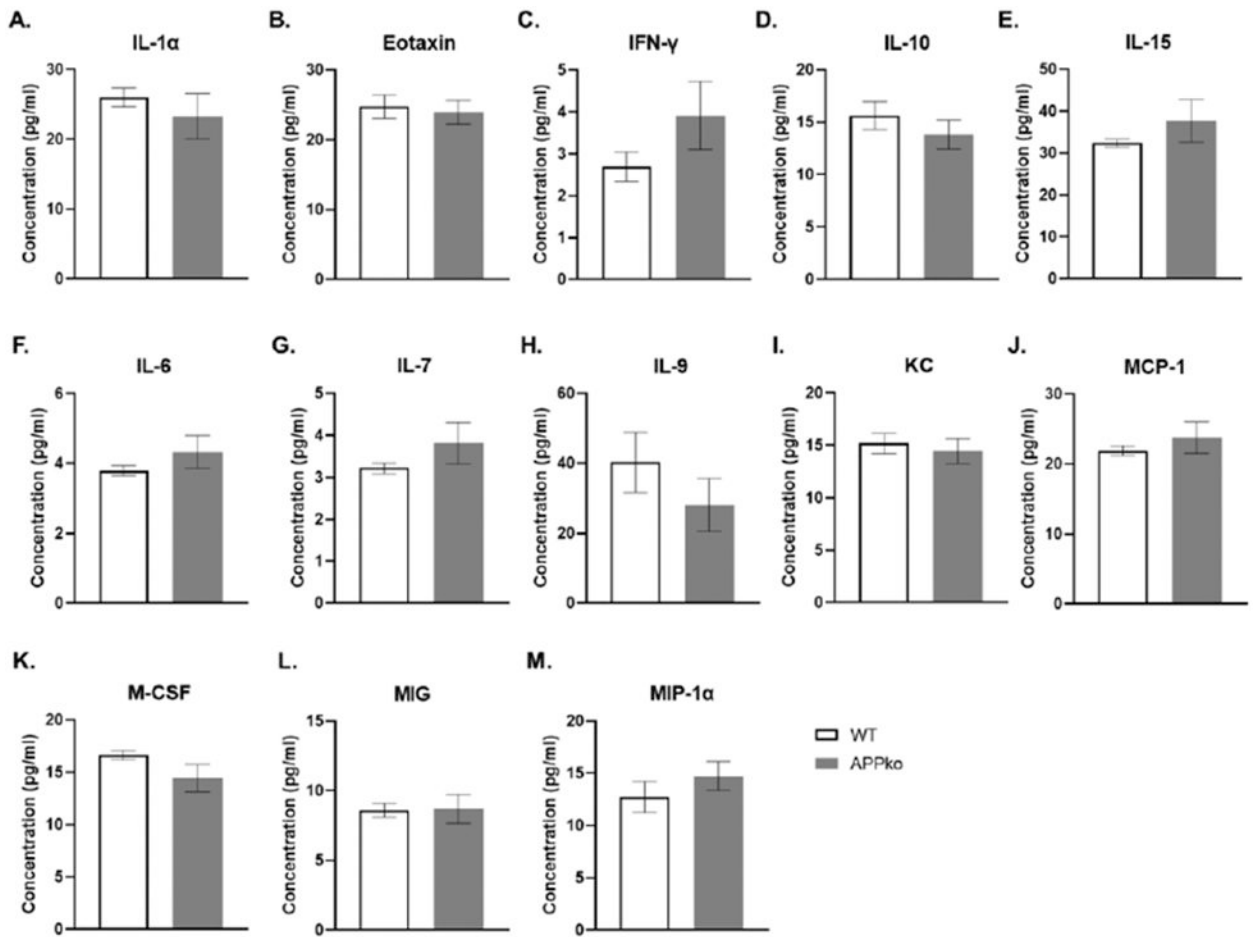 A.
IL-1α
Concentration (pg/ml)
30
20
10
0
B.
Eotaxin
Concentration (pg/ml)
30
20
10
0
C.
IFN-γ
Concentration (pg/ml)
5
4
3
2
1
0
D.
IL-10
Concentration (pg/ml)
20
15
10
5
0
E.
IL-15
Concentration (pg/ml)
50
40
30
20
10
0
F.
IL-6
Concentration (pg/ml)
6
4
2
0
G.
IL-7
Concentration (pg/ml)
5
4
3
2
1
0
H.
IL-9
Concentration (pg/ml)
60
40
20
0
I.
KC
Concentration (pg/ml)
20
15
10
5
0
J.
MCP-1
Concentration (pg/ml)
30
20
10
0
K.
M-CSF
Concentration (pg/ml)
20
15
10
5
0
L.
MIG
Concentration (pg/ml)
15
10
5
0
M.
MIP-1α
Concentration (pg/ml)
20
15
10
5
0
WT
APPko